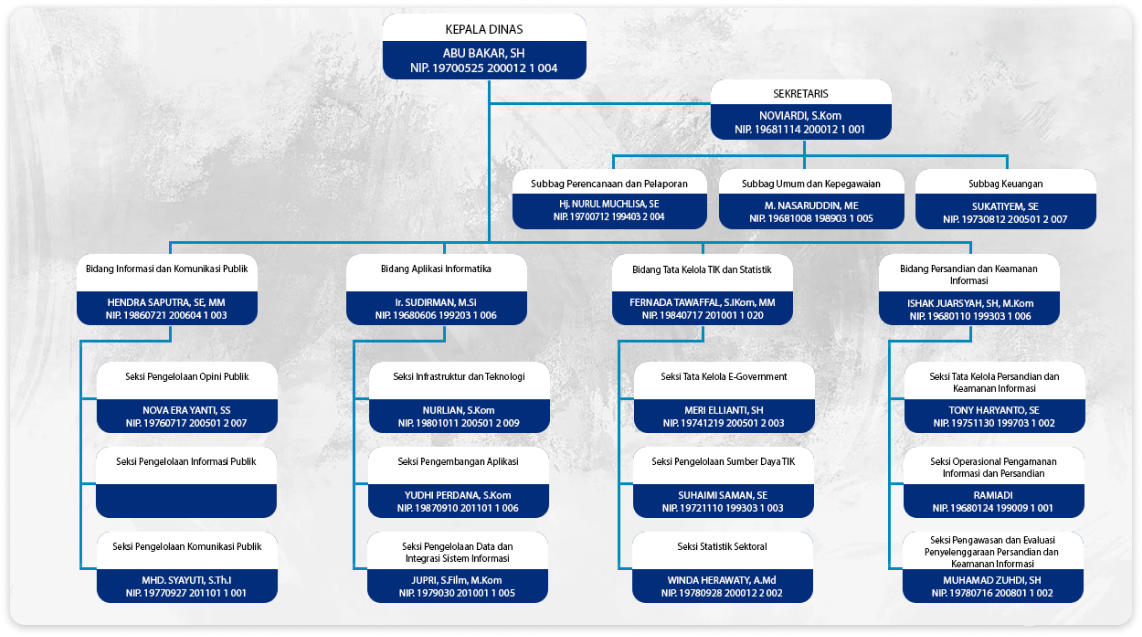 KEPALA DINAS
ABU BAKAR, SH
NIP. 19700525 200012 1 004
SEKRETARIS
NOVIARDI, S.Kom
NIP. 19681114 200012 1 001
Subbag Perencanaan dan Pelaporan
Hj. NURUL MUCHLISA, SE
NIP. 19700712 199403 2 004
Subbag Umum dan Kepegawaian
M. NASARUDDIN, ME
NIP. 19681008 198903 1 005
Subbag Keuangan
SUKATIYEM, SE
NIP. 19730812 200501 2 007
Bidang Informasi dan Komunikasi Publik
HENDRA SAPUTRA, SE, MM
NIP. 19860721 200604 1 003
Bidang Aplikasi Informatika
Ir. SUDIRMAN, M.Si
NIP. 19680606 199203 1 006
Bidang Tata Kelola TIK dan Statistik
FERNADA TAWAFFAL, S.IKom, MM
NIP. 19840717 201001 1 020
Bidang Persandian dan Keamanan
Informasi
ISHAK JUARSYAH, SH, M.Kom
NIP. 19680110 199303 1 006
Seksi Pengelolaan Opini Publik
NOVA ERA YANTI, SS
NIP. 19760717 200501 2 007
Seksi Pengelolaan Informasi Publik
Seksi Pengelolaan Komunikasi Publik
MHD. SYAYUTI, S.Th.I
NIP. 19770927 201101 1 001
Seksi Infrastruktur dan Teknologi
NURLIAN, S.Kom
NIP. 19801011 200501 2 009
Seksi Pengembangan Aplikasi
YUDHI PERDANA, S.Kom
NIP. 19870910 201101 1 006
Seksi Pengelolaan Data dan
Integrasi Sistem Informasi
JUPRI, S.Film, M.Kom
NIP. 1979030 201001 1 005
Seksi Tata Kelola E-Government
MERI ELLIANTI, SH
NIP. 19741219 200501 2 003
Seksi Pengelolaan Sumber Daya TIK
SUHAIMI SAMAN, SE
NIP. 19721110 199303 1 003
Seksi Statistik Sektoral
WINDA HERAWATY, A.Md
NIP. 19780928 200012 2 002
Seksi Tata Kelola Persandian dan
Keamanan Informasi
TONY HARYANTO, SE
NIP. 19751130 199703 1 002
Seksi Operasional Pengamanan
Informasi dan Persandian
RAMIADI
NIP. 19680124 199009 1 001
Seksi Pengawasan dan Evaluasi
Penyelenggaraan Persandian dan
Keamanan Informasi
MUHAMAD ZUHDI, SH
NIP. 19780716 200801 1 002